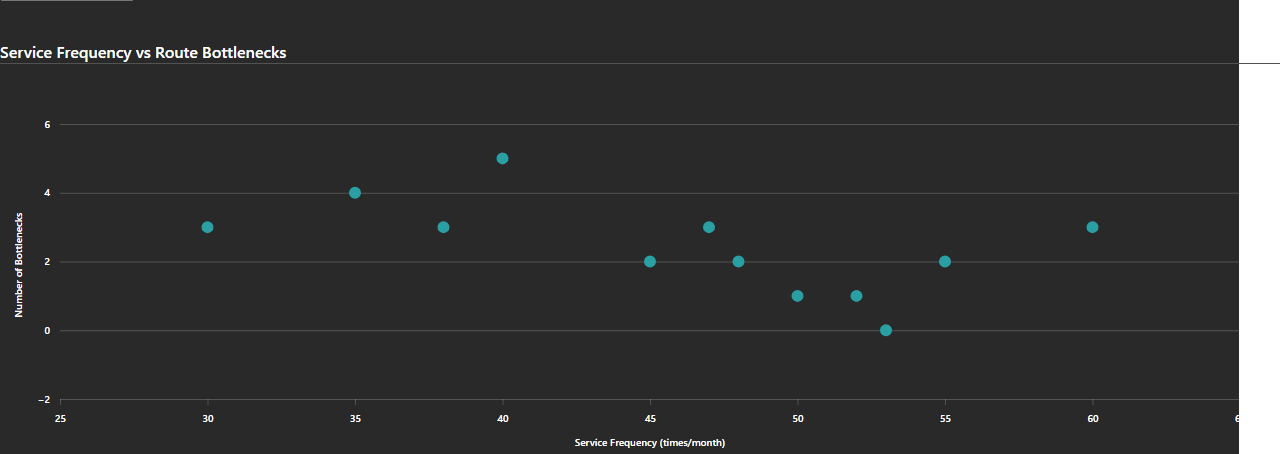 Service Frequency vs Route Bottlenecks
6
4
2
0
−2
Number of Bottlenecks
25 30 35 40 45 50 55 60
Service Frequency (times/month)